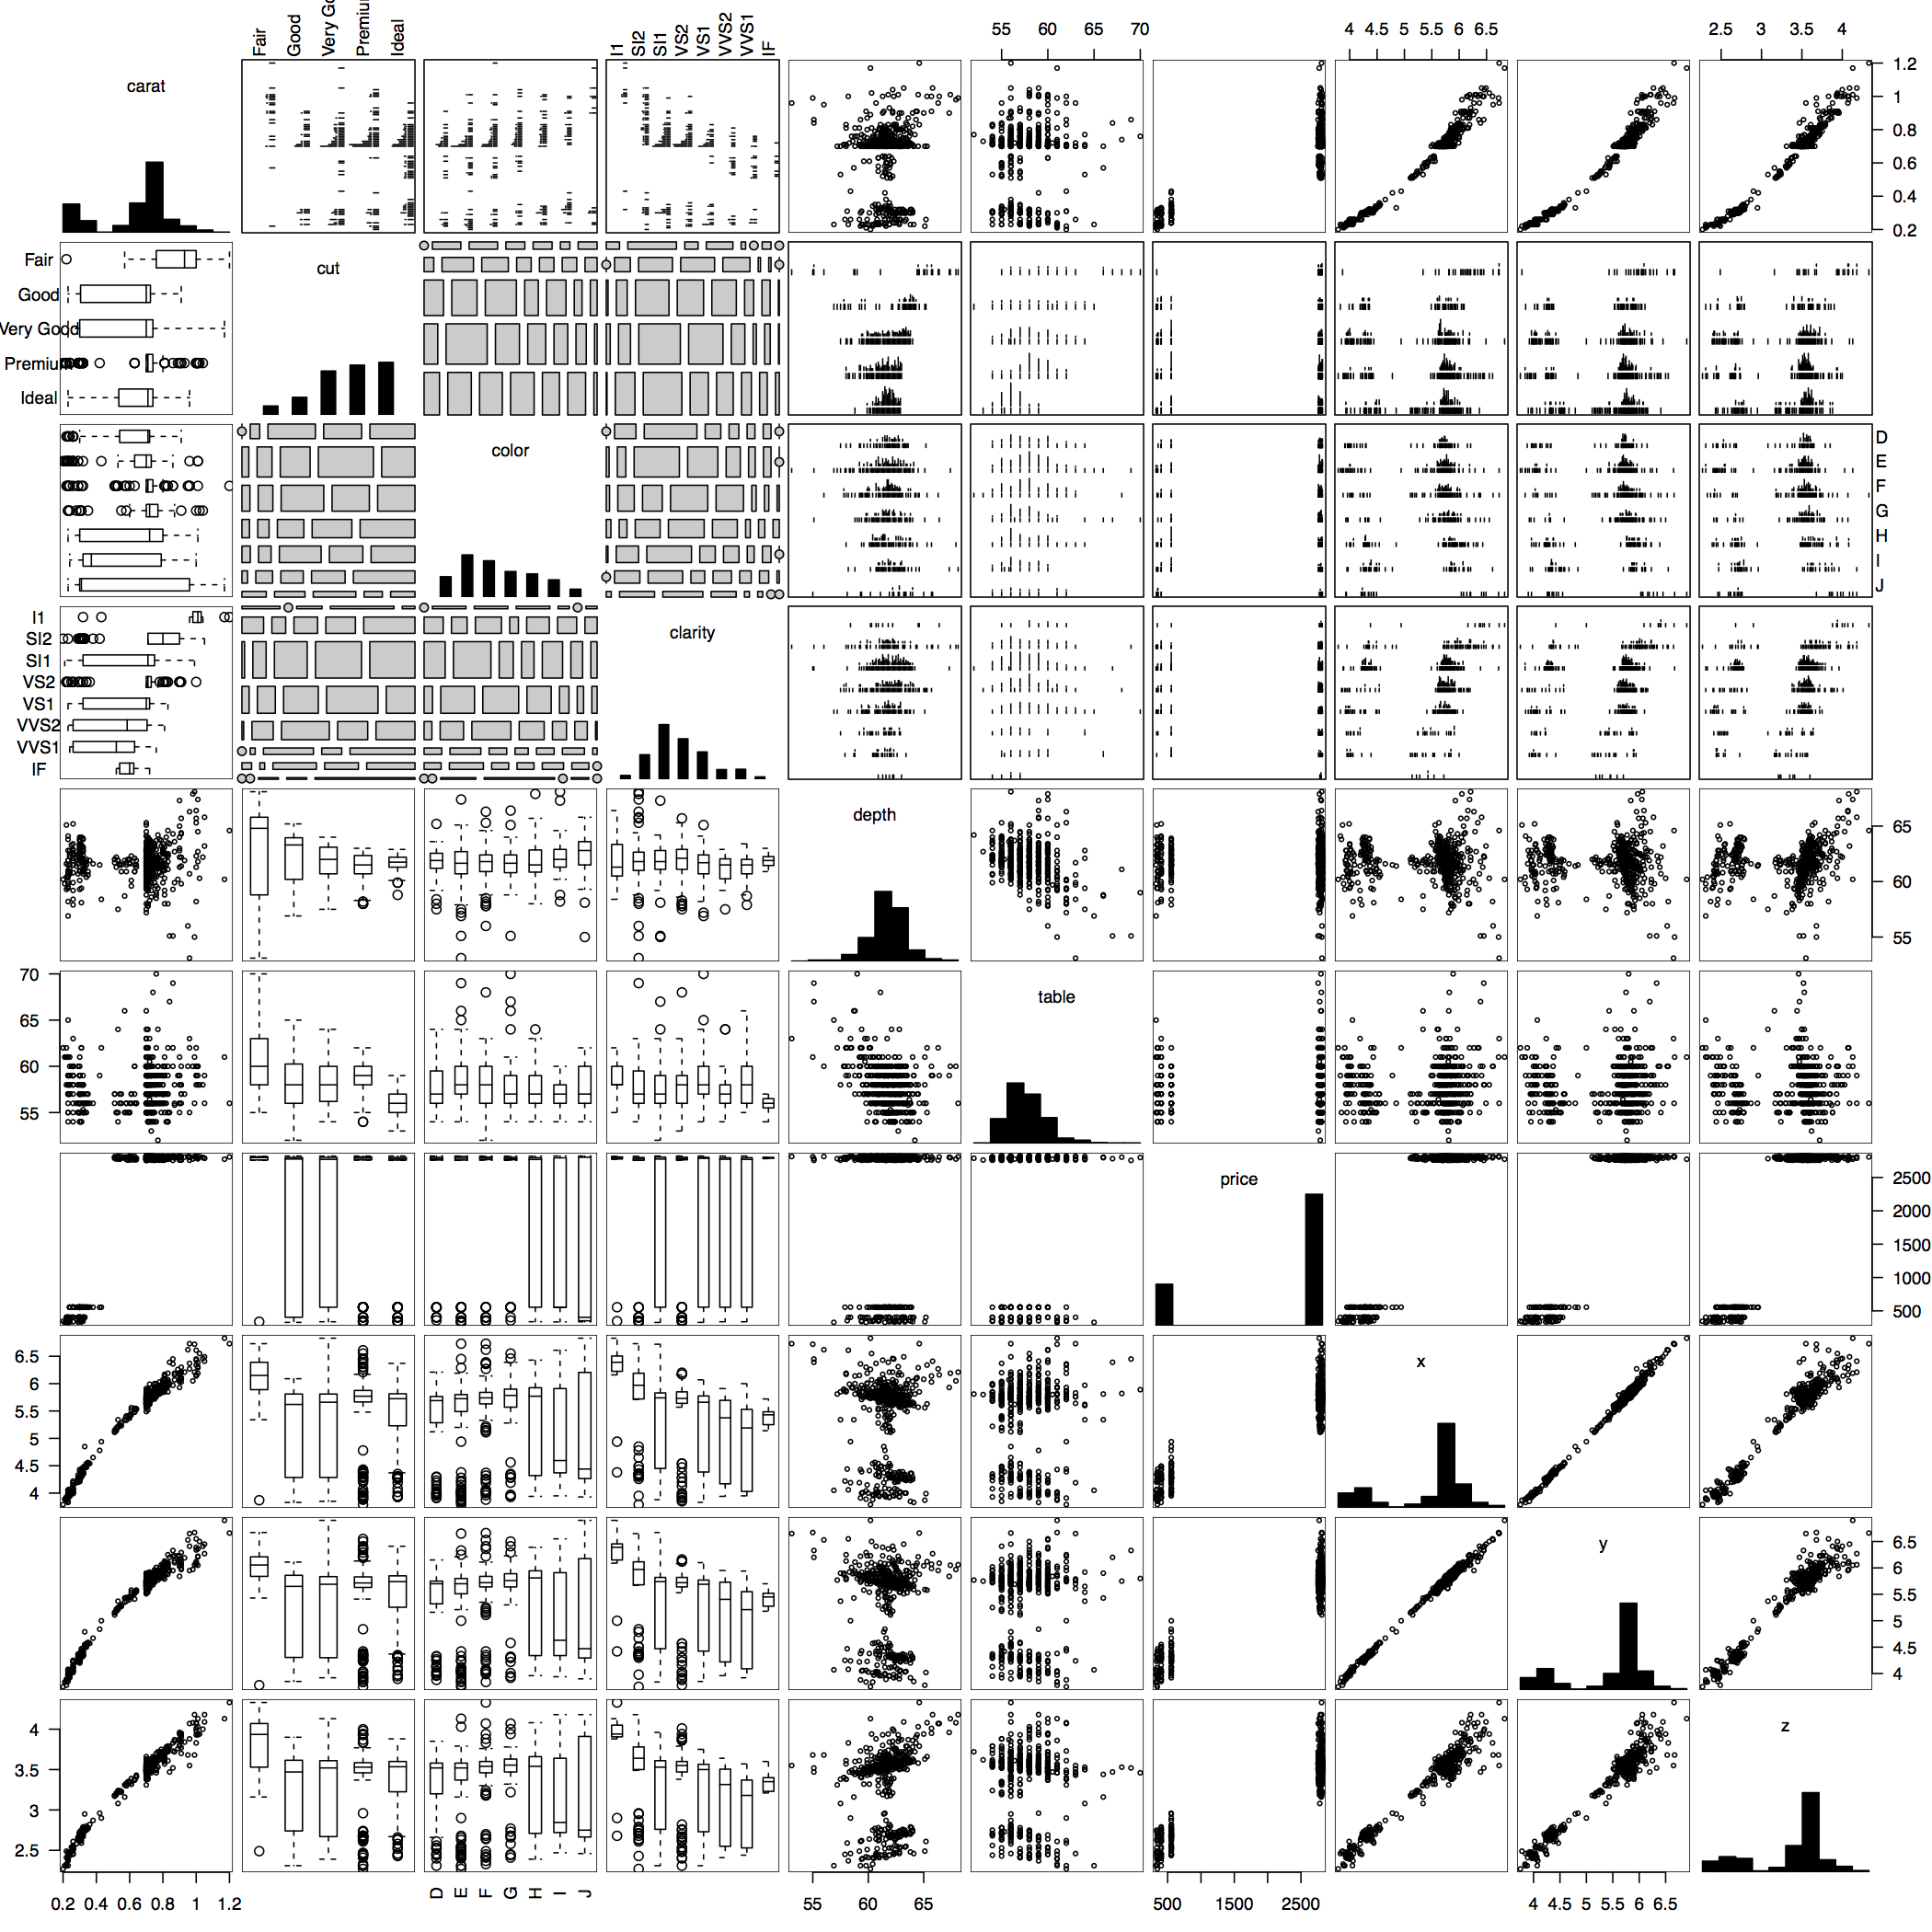 Fair Good Very Go Premium Ideal
I1 SI2 SI1 VS2 VS1 VVS2 VVS1 IF
55 60 65 70
4 4.5 5 5.5 6 6.5
2.5 3 3.5 4
carat
1.2
1
0.8
0.6
0.4
0.2
Fair
Good
Very Good
Premium
Ideal
cut
color
D
E
F
G
H
I
J
I1
SI2
SI1
VS2
VS1
VVS2
VVS1
IF
clarity
depth
65
60
55
70
65
60
55
table
price
2500
2000
1500
1000
500
6.5
6
5.5
5
4.5
4
x
y
6.5
6
5.5
5
4.5
4
4
3.5
3
2.5
z
0.2 0.4 0.6 0.8 1 1.2
D E F G H I J
55 60 65
500 1500 2500
4 4.5 5 5.5 6 6.5